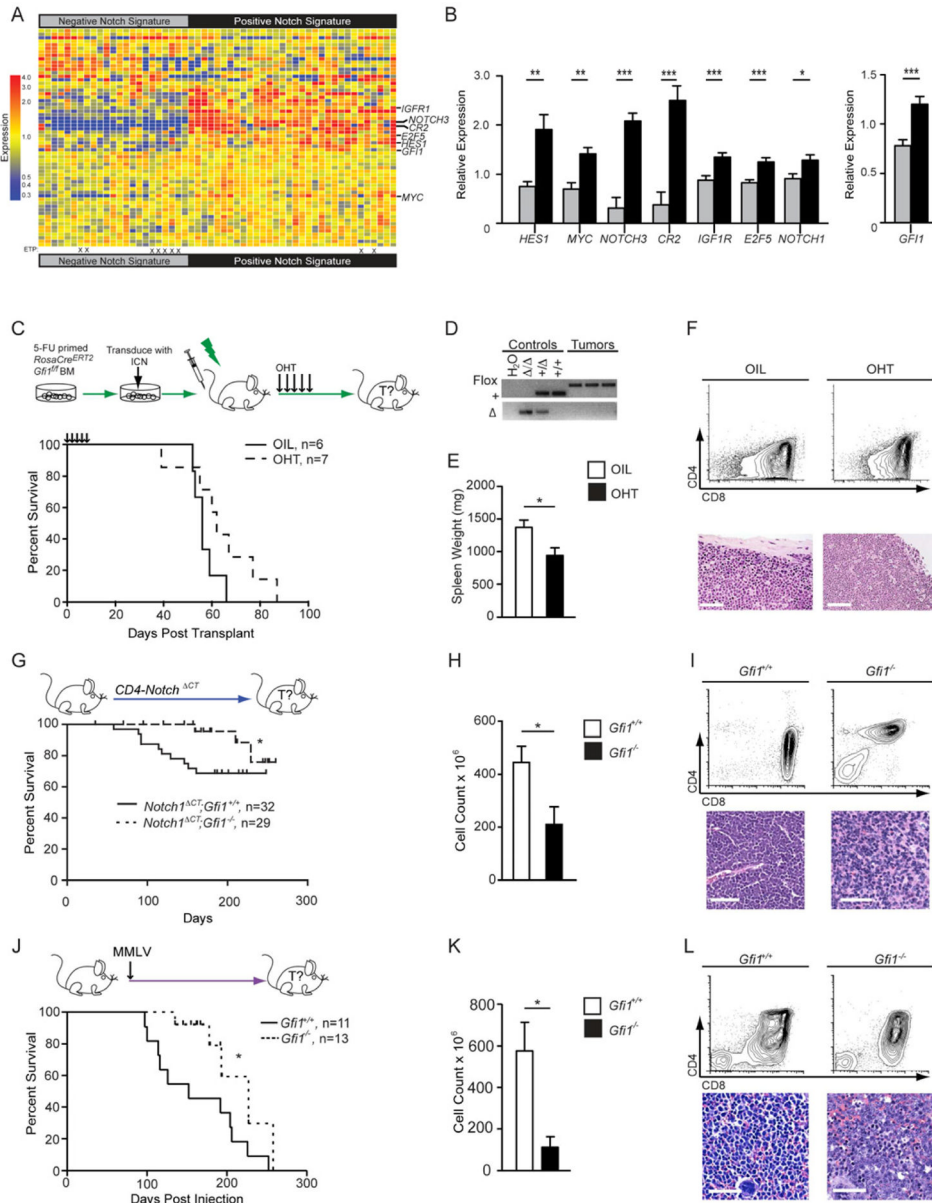 A
Negative Notch Signature
Positive Notch Signature
Expression
4.0
3.0
2.0
1.0
0.5
0.4
0.3
IGFR1
NOTCH3
CR2
E2F5
HES1
GFI1
MYC
ETP
X X X X X X X X X
Negative Notch Signature
Positive Notch Signature
B
Relative Expression
3.0
2.0
1.0
0.0
** ** *** *** *** *** *
HES1 MYC NOTCH3 CR2 IGF1R E2F5 NOTCH1
Relative Expression
1.5
1.0
0.5
0.0
***
GFI1
C
5-FU primed
RosaCreERT2
Gfi1f/f BM
Transduce with
ICN
OHT
T?
OIL, n=6
OHT, n=7
Percent Survival
100
80
60
40
20
0
0 20 40 60 80 100
Days Post Transplant
D
Controls Tumors
H2O Δ/Δ +/Δ +/+
Flox
+
Δ
E
OIL
OHT
Spleen Weight (mg)
2000
1500
1000
500
0
*
F
OIL OHT
CD4
CD8
G
CD4-Notch ΔCT
T?
Percent Survival
100
80
60
40
20
0
*
Notch1ΔCT;Gfi1+/+, n=32
Notch1ΔCT;Gfi1-/-, n=29
0 100 200 300
Days
H
Cell Count x 10⁶
600
400
200
0
*
Gfi1+/+
Gfi1-/-
I
Gfi1+/+ Gfi1-/-
CD4
CD8
J
MMLV
T?
Gfi1+/+, n=11
Gfi1-/-, n=13
Percent Survival
100
80
60
40
20
0
*
0 100 200 300
Days Post Injection
K
Cell Count x 10⁶
800
600
400
200
0
*
Gfi1+/+
Gfi1-/-
L
Gfi1+/+ Gfi1-/-
CD4
CD8